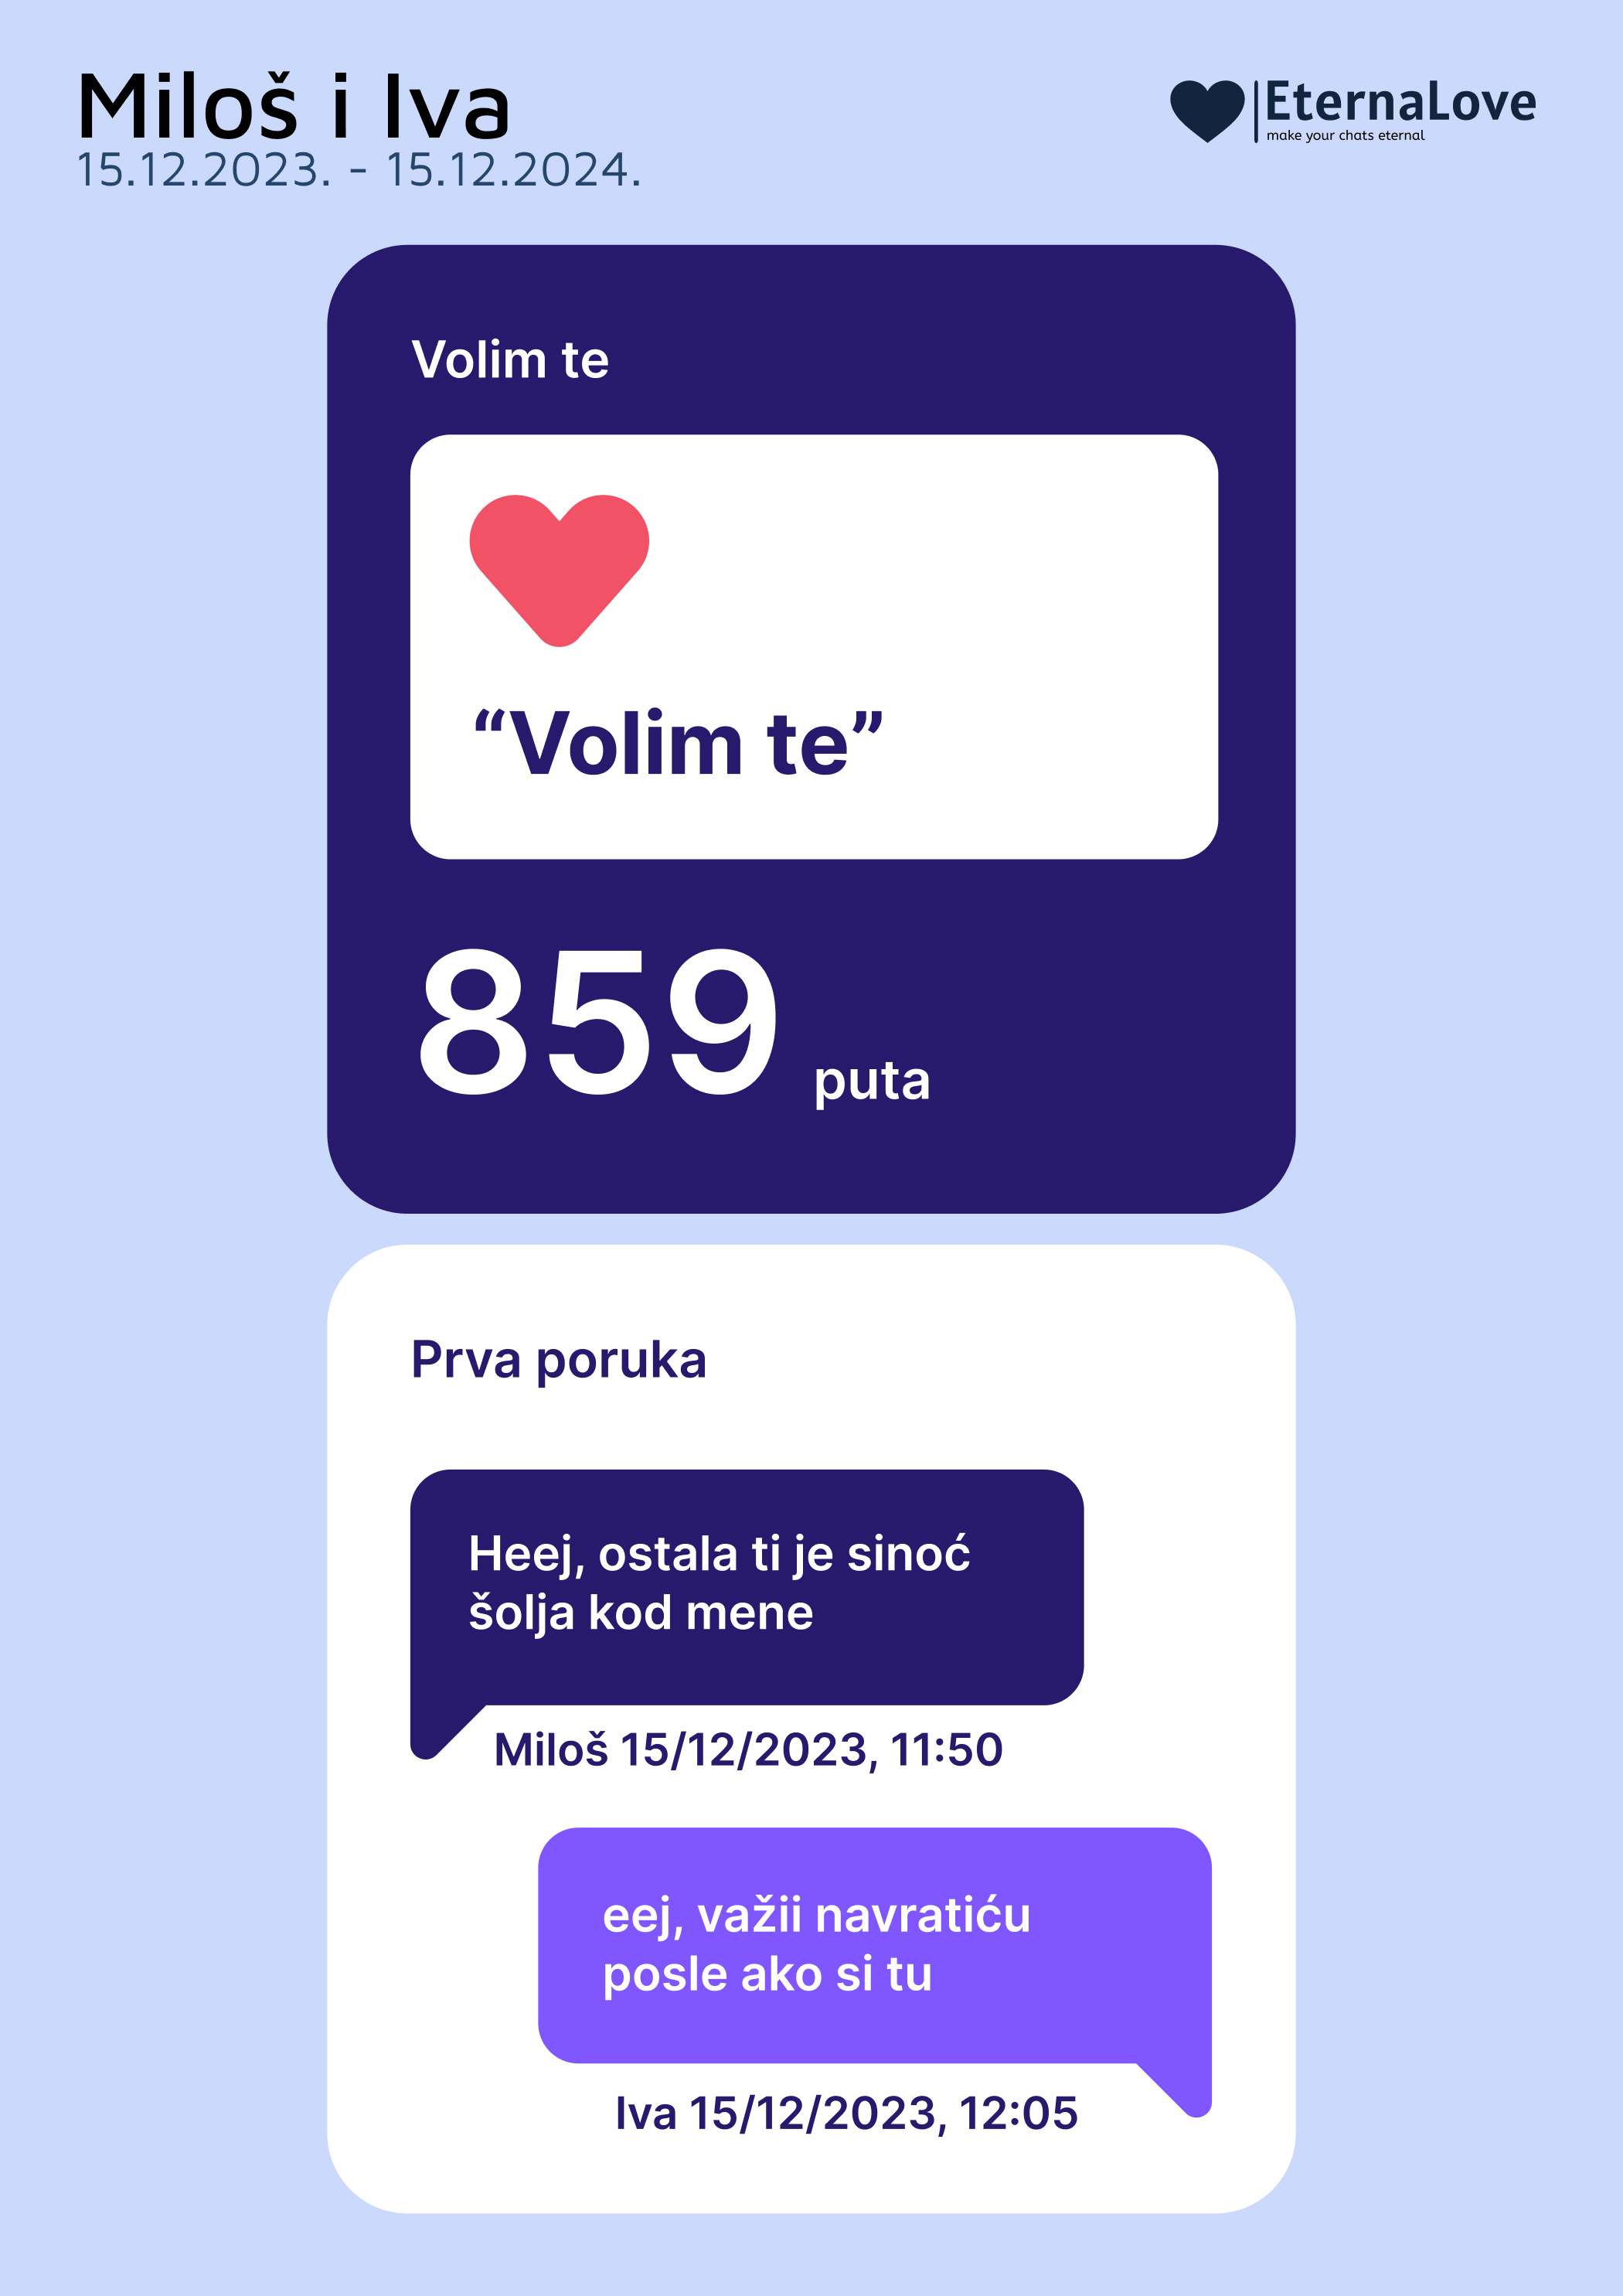 Miloš i Iva
15.12.2023. - 15.12.2024.
EternaLove
make your chats eternal
Volim te
“Volim te”
859 puta
Prva poruka
Heej, ostala ti je sinoć
šolja kod mene
Miloš 15/12/2023, 11:50
eej, važii navratiću
posle ako si tu
Iva 15/12/2023, 12:05